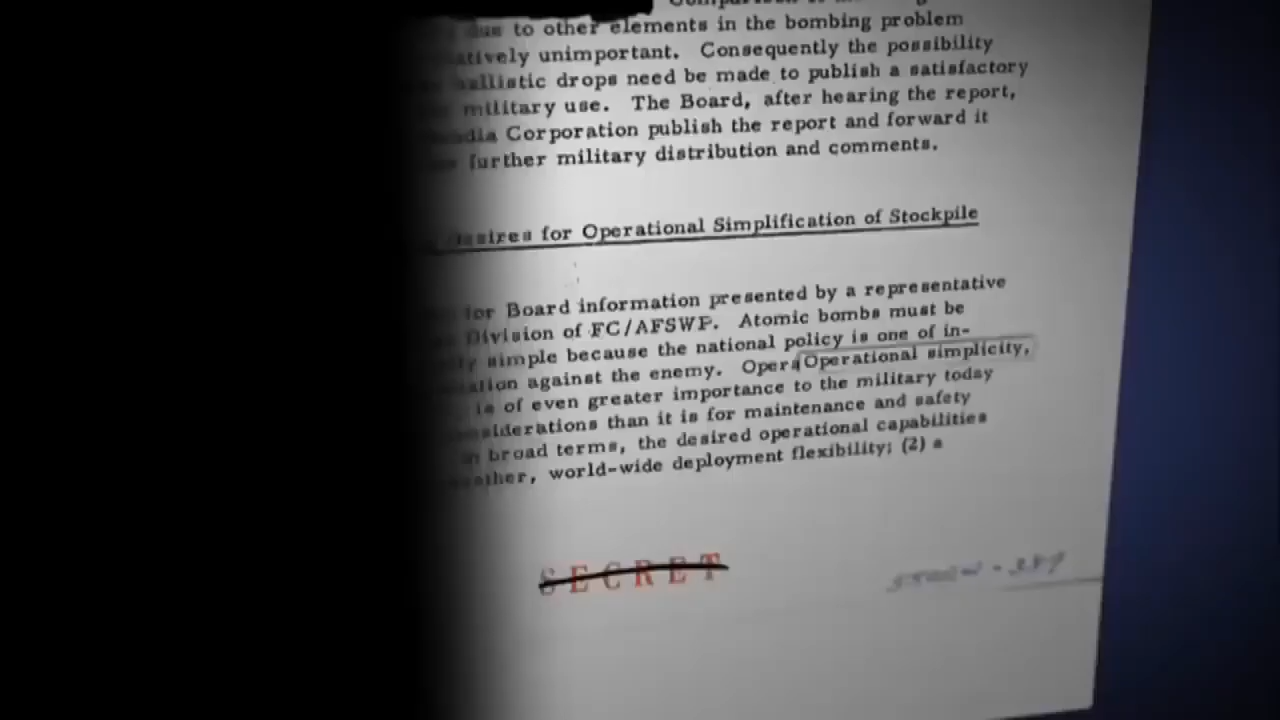 due to other elements in the bombing problem
unimportant. Consequently the possibility
ballistic drops need be made to publish a satisfactory
military use. The Board, after hearing the report,
Corporation publish the report and forward it
further military distribution and comments.
for Operational Simplification of Stockpile
for Board information presented by a representative
Division of FC/AFSWP. Atomic bombs must be
simple because the national policy is one of in-
against the enemy. Opera Operational simplicity,
is of even greater importance to the military today
than it is for maintenance and safety
in broad terms, the desired operational capabilities
world-wide deployment flexibility; (2) a
SECRET